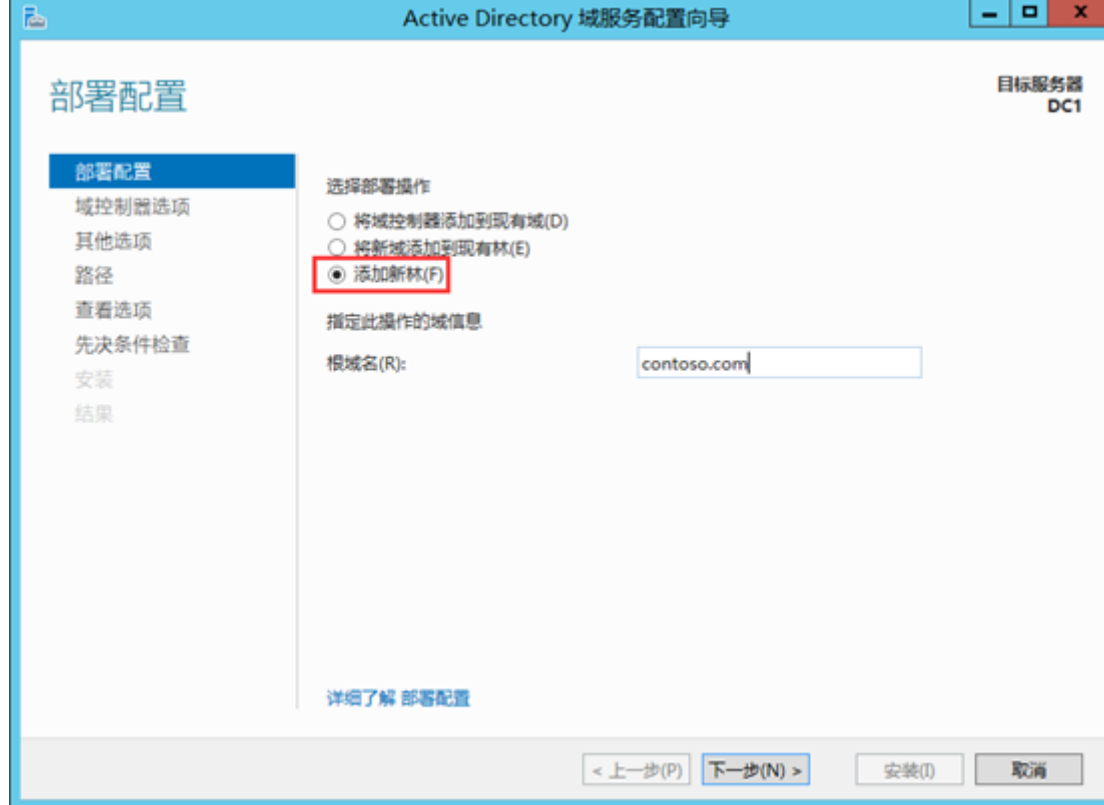 Active Directory 域服务配置向导
部署配置
目标服务器
DC1
部署配置
域控制器选项
其他选项
路径
查看选项
先决条件检查
安装
结果
选择部署操作
将域控制器添加到现有域(D)
将新域添加到现有林(E)
添加新林(F)
指定此操作的域信息
根域名(R):
contoso.com
详细了解 部署配置
< 上一步(P)
下一步(N) >
安装(I)
取消